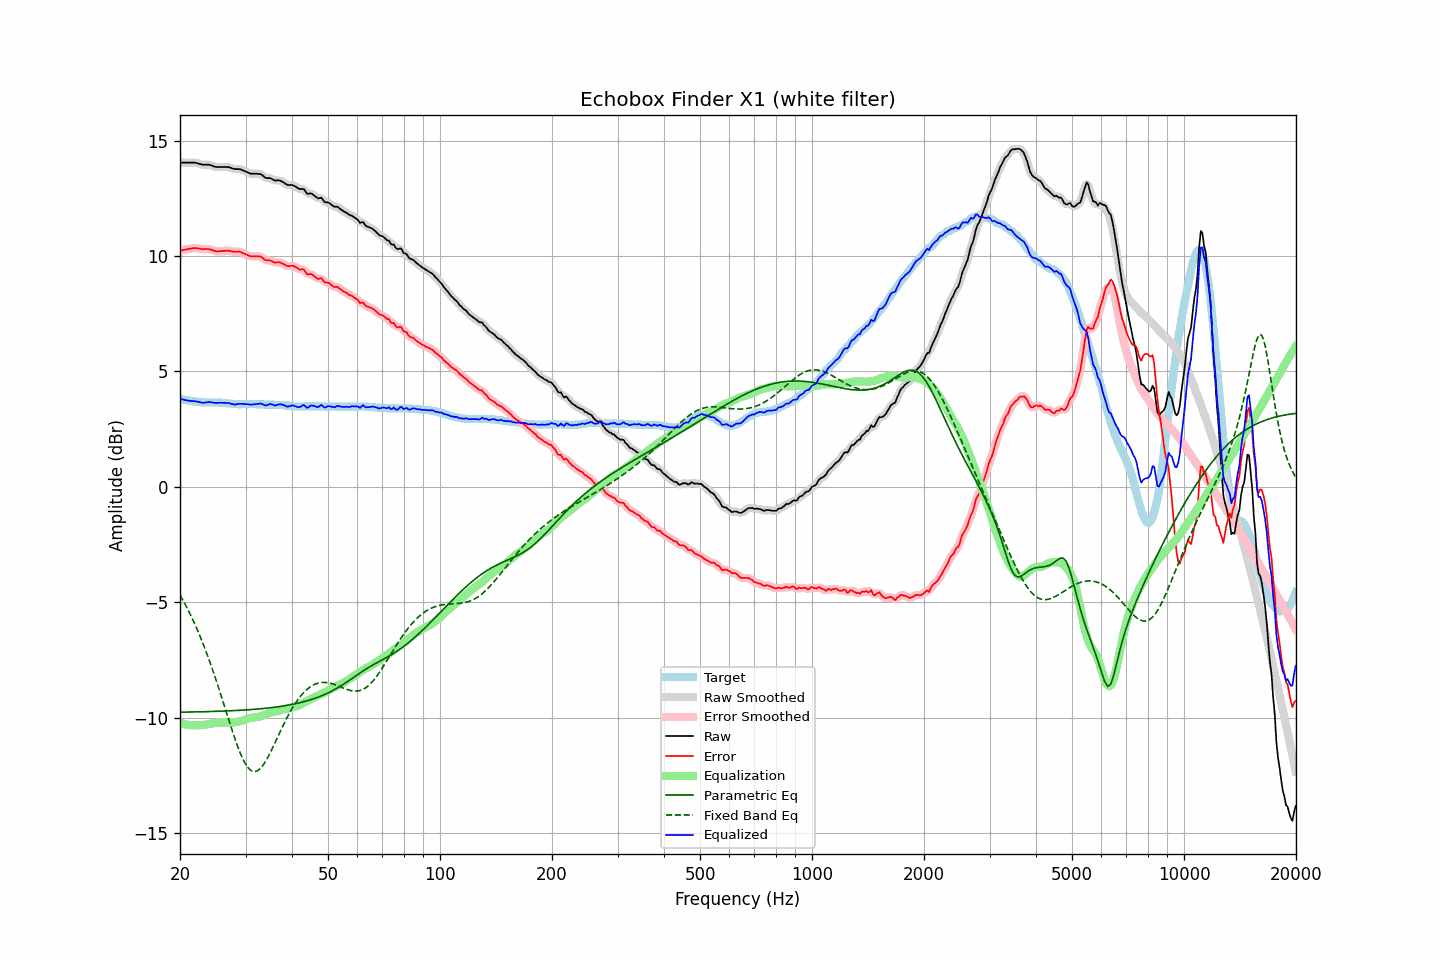 Echobox Finder X1 (white filter)
15
10
5
0
−5
−10
−15
Amplitude (dBr)
Target
Raw Smoothed
Error Smoothed
Raw
Error
Equalization
Parametric Eq
Fixed Band Eq
Equalized
20 50 100 200 500 1000 2000 5000 10000 20000
Frequency (Hz)